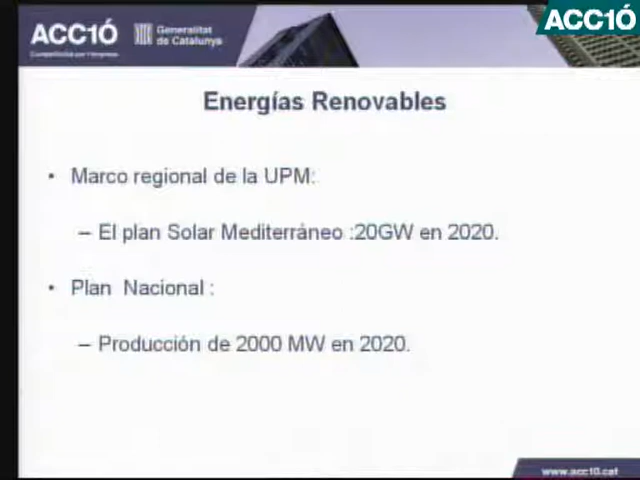 ACC1Ó
Generalitat
de Catalunya
ACC1Ó
Energías Renovables
• Marco regional de la UPM:
– El plan Solar Mediterráneo :20GW en 2020.
• Plan Nacional :
– Producción de 2000 MW en 2020.
www.acc10.cat